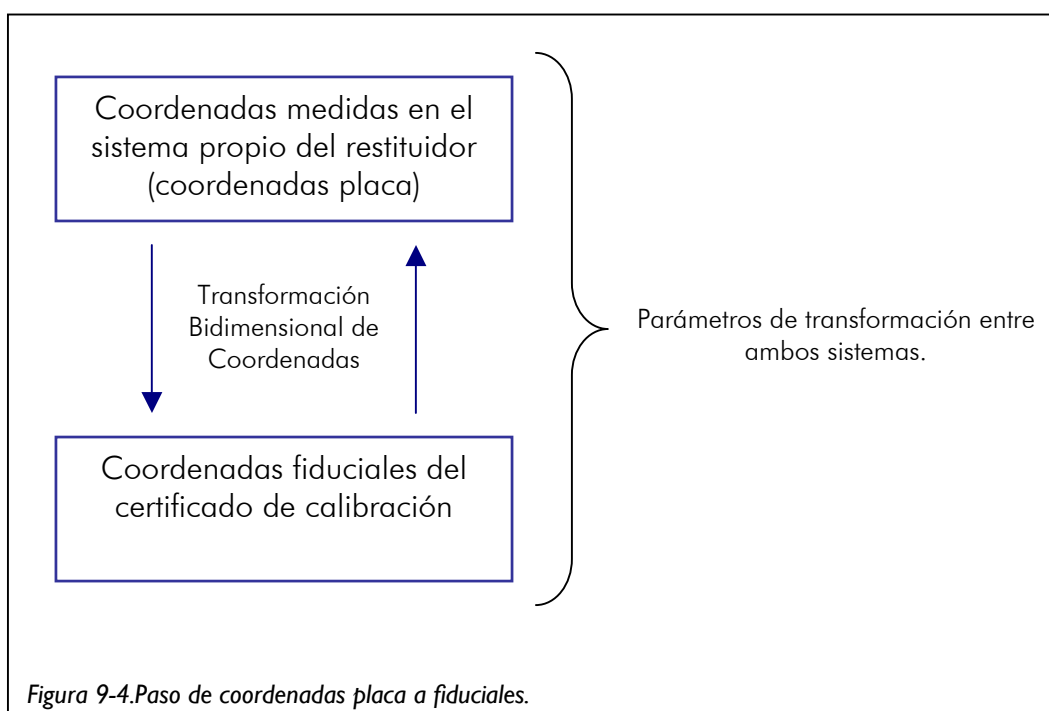 Coordenadas medidas en el
sistema propio del restituidor
(coordenadas placa)
Transformación
Bidimensional de
Coordenadas
Parámetros de transformación entre
ambos sistemas.
Coordenadas fiduciales del
certificado de calibración
Figura 9-4.Paso de coordenadas placa a fiduciales.